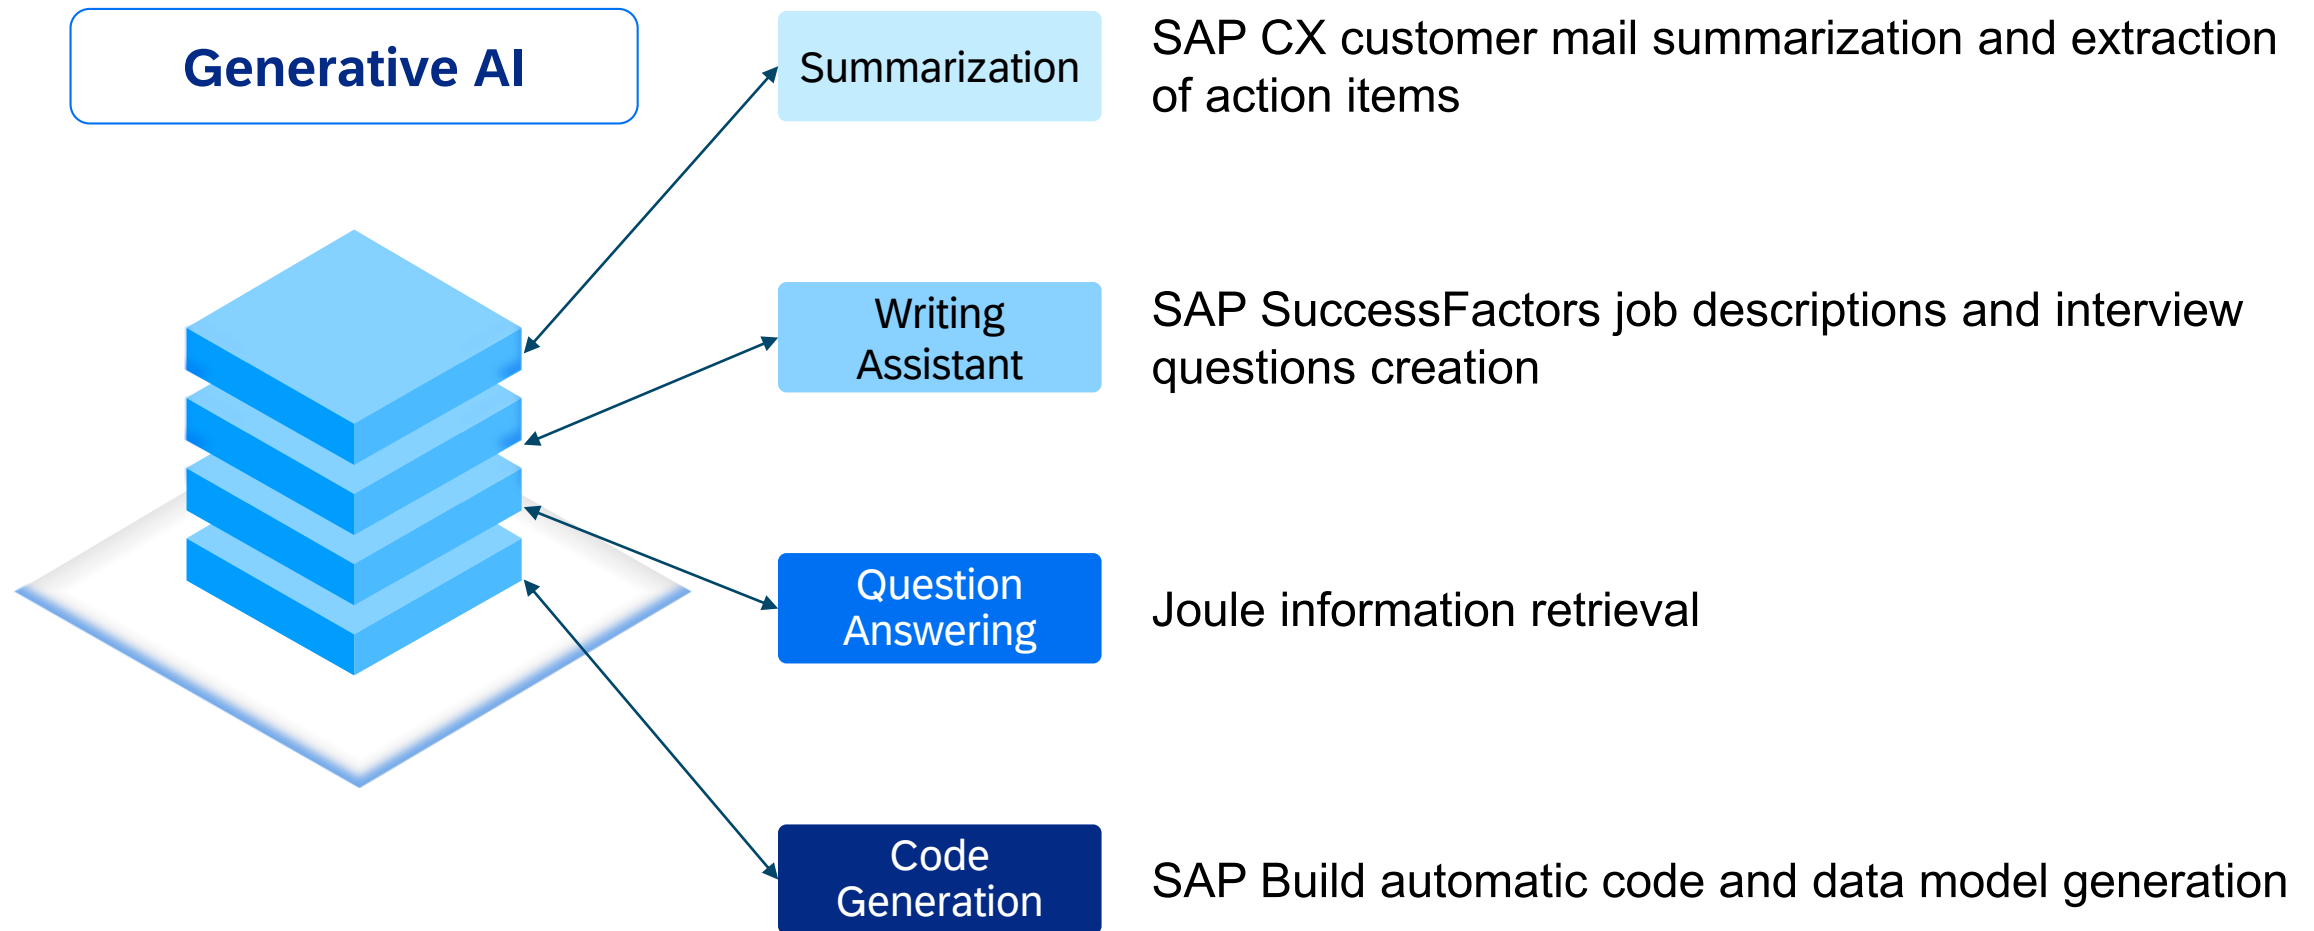 Generative AI
Summarization
SAP CX customer mail summarization and extraction
of action items
Writing
Assistant
SAP SuccessFactors job descriptions and interview
questions creation
Question
Answering
Joule information retrieval
Code
Generation
SAP Build automatic code and data model generation